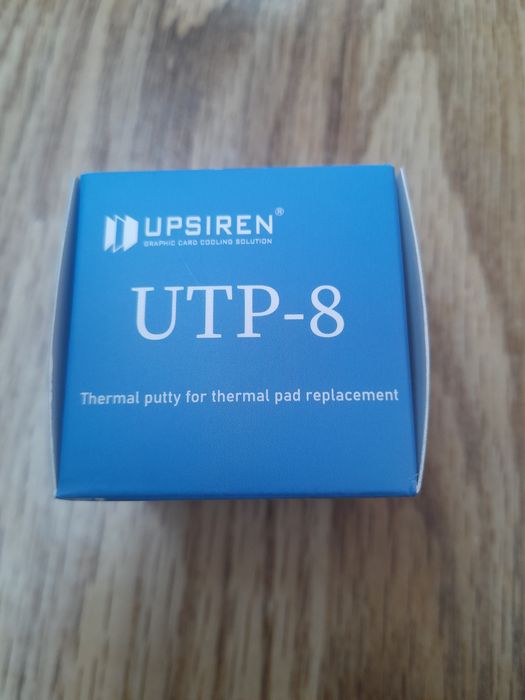 UPSIREN®
GRAPHIC CARD COOLING SOLUTION
UTP-8
Thermal putty for thermal pad replacement